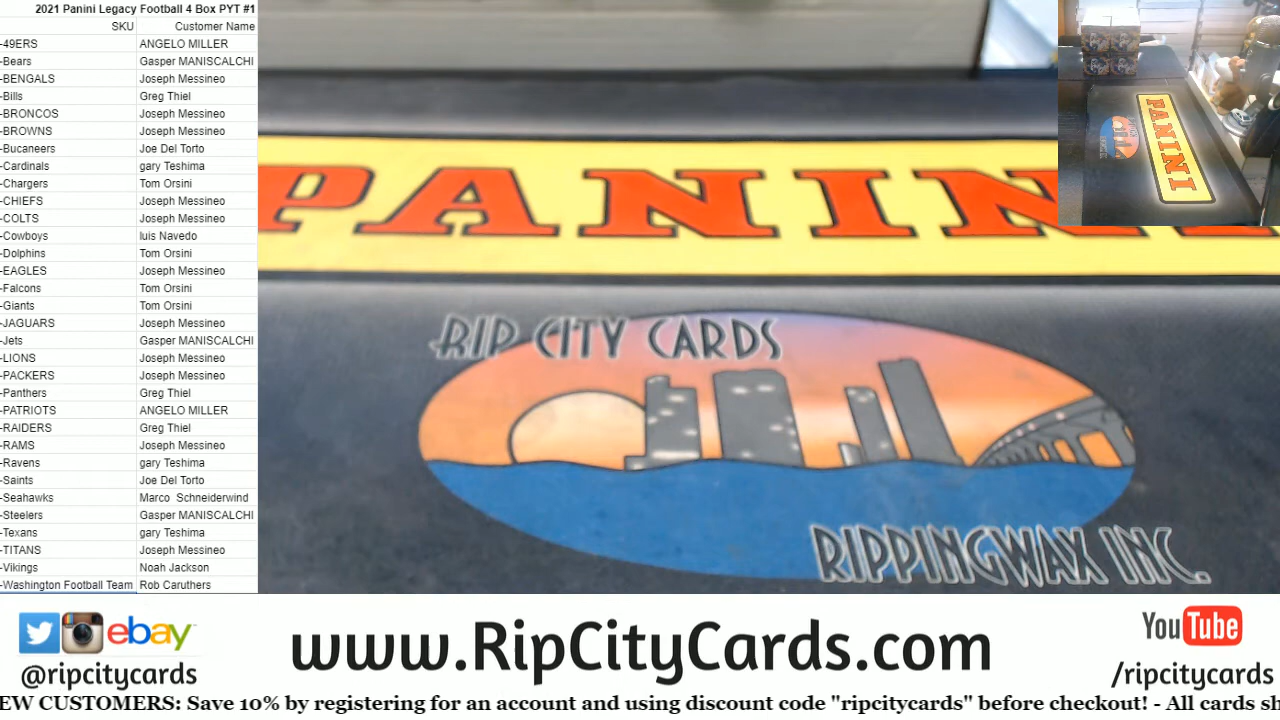 2021 Panini Legacy Football 4 Box PYT #1
SKU Customer Name
-49ERS ANGELO MILLER
-Bears Gasper MANISCALCHI
-BENGALS Joseph Messineo
-Bills Greg Thiel
-BRONCOS Joseph Messineo
-BROWNS Joseph Messineo
-Bucaneers Joe Del Torto
-Cardinals gary Teshima
-Chargers Tom Orsini
-CHIEFS Joseph Messineo
-COLTS Joseph Messineo
-Cowboys luis Navedo
-Dolphins Tom Orsini
-EAGLES Joseph Messineo
-Falcons Tom Orsini
-Giants Tom Orsini
-JAGUARS Joseph Messineo
-Jets Gasper MANISCALCHI
-LIONS Joseph Messineo
-PACKERS Joseph Messineo
-Panthers Greg Thiel
-PATRIOTS ANGELO MILLER
-RAIDERS Greg Thiel
-RAMS Joseph Messineo
-Ravens gary Teshima
-Saints Joe Del Torto
-Seahawks Marco Schneiderwind
-Steelers Gasper MANISCALCHI
-Texans gary Teshima
-TITANS Joseph Messineo
-Vikings Noah Jackson
-Washington Football Team Rob Caruthers
PANIN
PANINI
RIP CITY CARDS
RIPPINGWAX INC.
ebay
@ripcitycards
www.RipCityCards.com
YouTube
/ripcitycards
EW CUSTOMERS: Save 10% by registering for an account and using discount code "ripcitycards" before checkout! - All cards sh